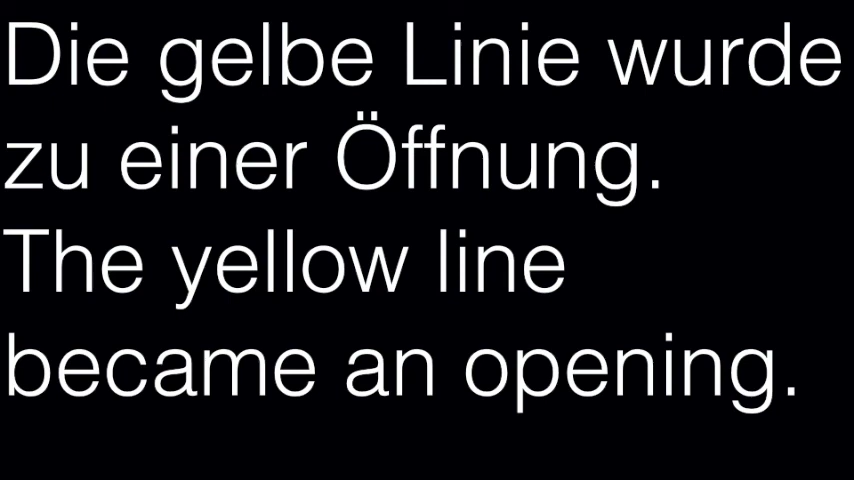 Die gelbe Linie wurde
zu einer Öffnung.
The yellow line
became an opening.